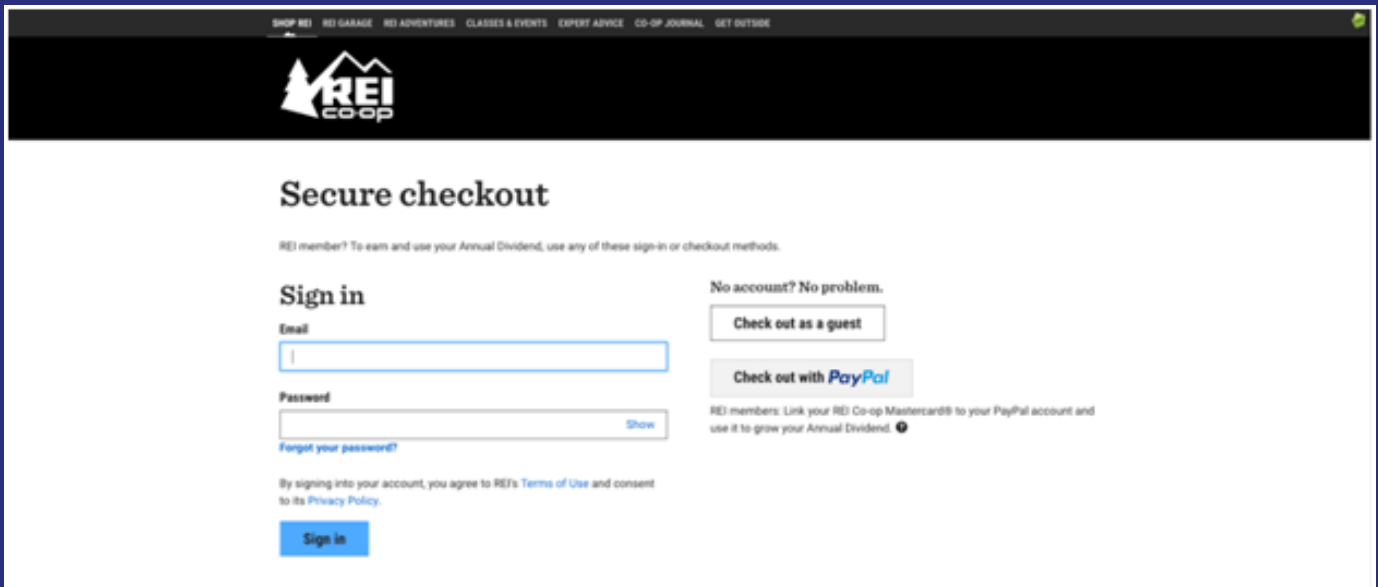 SHOP REI REI GARAGE REI ADVENTURES CLASSES & EVENTS EXPERT ADVICE CO-OP JOURNAL GET OUTSIDE
REI
co-op
Secure checkout
REI member? To earn and use your Annual Dividend, use any of these sign-in or checkout methods.
Sign in
Email
Password
Show
Forgot your password?
By signing into your account, you agree to REI's Terms of Use and consent
to its Privacy Policy.
Sign in
No account? No problem.
Check out as a guest
Check out with PayPal
REI members: Link your REI Co-op Mastercard® to your PayPal account and
use it to grow your Annual Dividend. ?